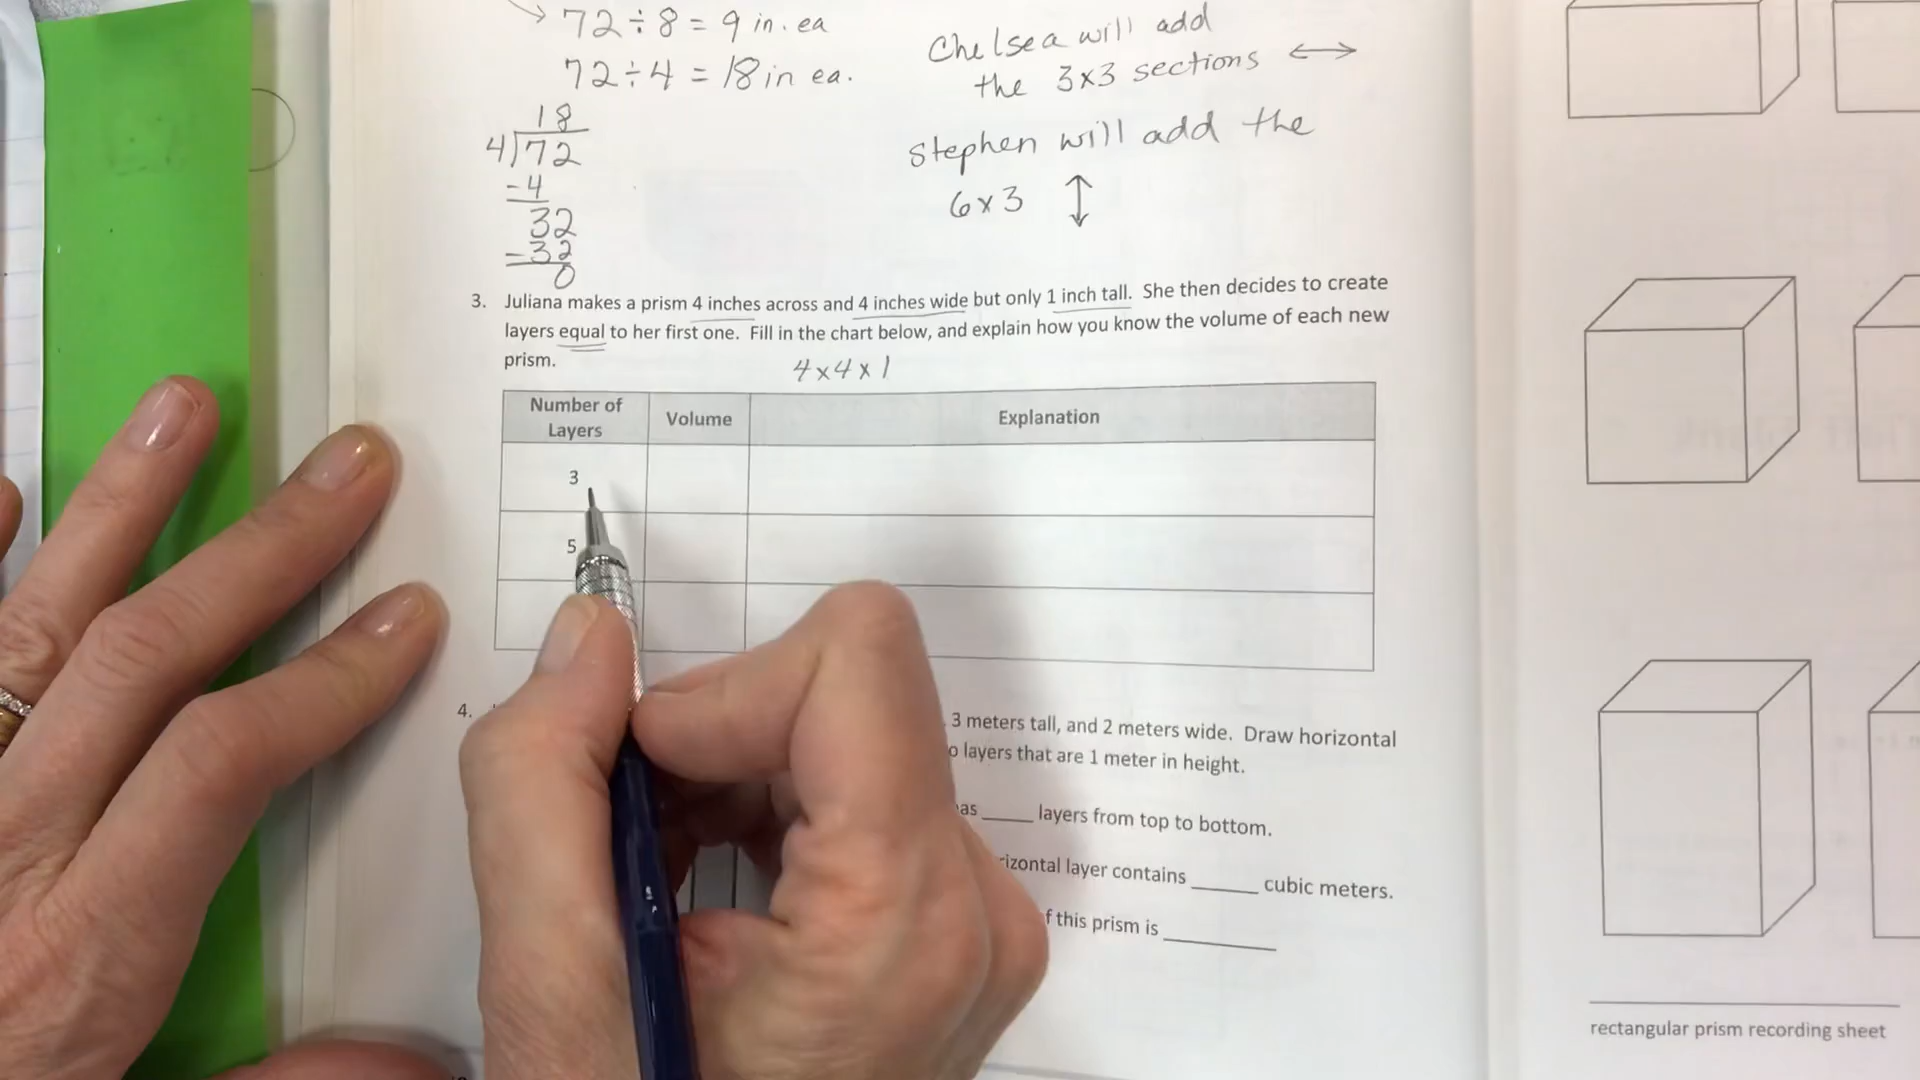 72÷8 = 9 in. ea
72÷4 = 18 in ea.
18
4)72
-4
32
-32
0
Chelsea will add
the 3x3 sections ⟷
Stephen will add the
6x3 ↕
3. Juliana makes a prism 4 inches across and 4 inches wide but only 1 inch tall. She then decides to create
layers equal to her first one. Fill in the chart below, and explain how you know the volume of each new
prism.
4x4x1
Number of Layers
Volume
Explanation
3
5
4.
3 meters tall, and 2 meters wide. Draw horizontal
layers that are 1 meter in height.
layers from top to bottom.
layer contains ______ cubic meters.
this prism is __________
rectangular prism recording sheet